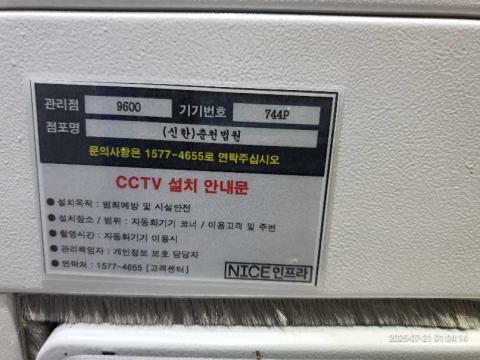 관리점 9600 기기번호 744P
점포명 (신한)춘천법원
문의사항은 1577-4655로 연락주십시오
CCTV 설치 안내문
● 설치목적 : 범죄예방 및 시설안전
● 설치장소 / 범위 : 자동화기기 코너 / 이용고객 및 주변
● 촬영시간 : 자동화기기 이용시
● 관리책임자 : 개인정보 보호 담당자
● 연락처 : 1577-4655 (고객센터)
NICE인프라
2025-07-21 01:04:14